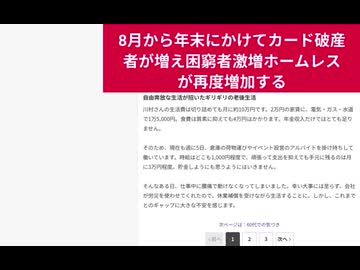 8月から年末にかけてカード破産
者が増え困窮者激増ホームレス
が再度増加する
自由奔放な生活が招いたギリギリの老後生活
川村さんの生活費は切り詰めても月に約10万円です。2万円の家賃に、電気・ガス・水道
で1万5,000円。食費は質素に抑えても4万円はかかります。年金収入だけではとても足り
ません。
そのため、現在も週に5日、倉庫の荷物運びやイベント設営のアルバイトを掛け持ちして
働いています。時給はどこも1,000円程度で、頑張って支出を抑えても手元に残るのは月
に3万円程度。貯金しようにも思うようにはいきません。
そんなある日、仕事中に腰痛で動けなくなってしまいました。幸い大事には至らず、会社
が労災を使わせてくれたので、休業補償を受けながら生活することに。しかし、これまで
とのギャップに大きな不安を感じます。
次ページは：60代での気づき
‹ 前へ 1 2 3 次へ ›